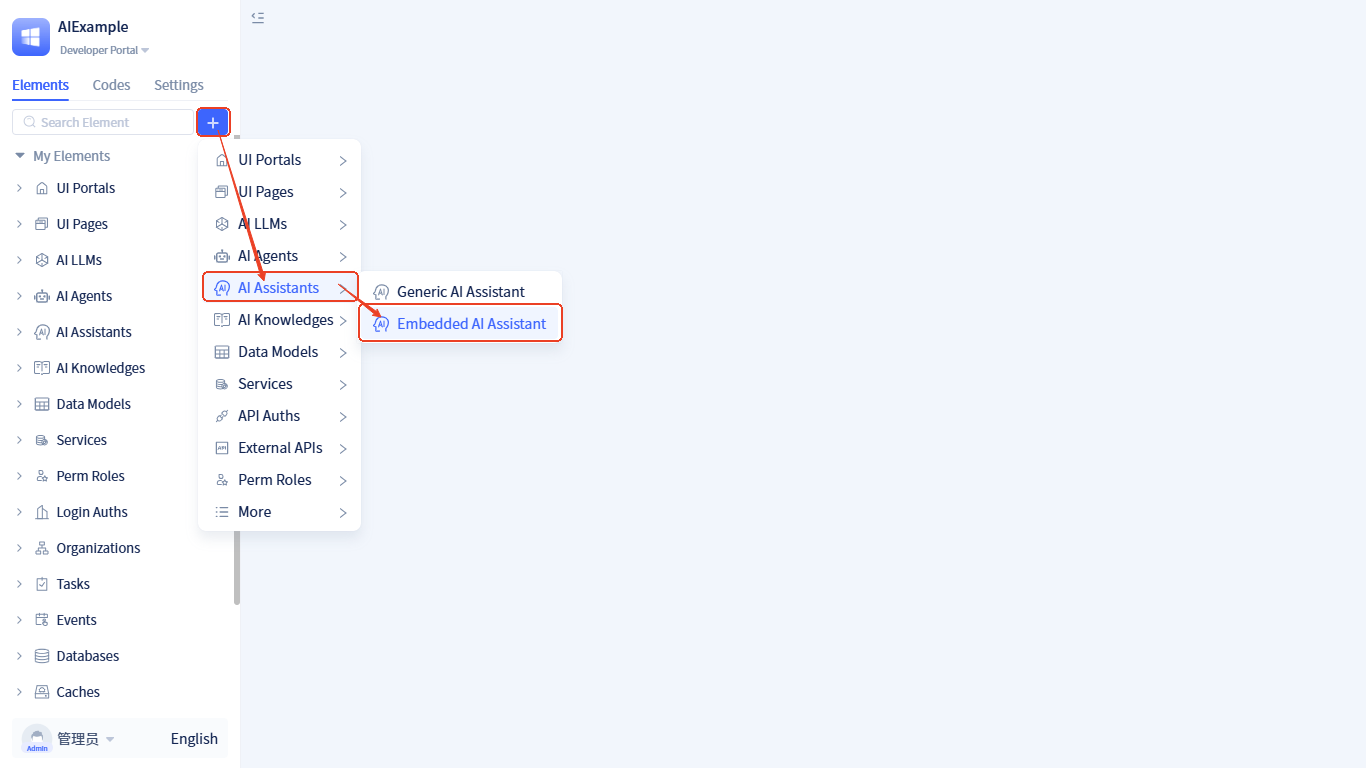 AIExample
Developer Portal
Elements Codes Settings
Search Element
My Elements
UI Portals
UI Pages
AI LLMs
AI Agents
AI Assistants
AI Knowledges
Data Models
Services
Perm Roles
Login Auths
Organizations
Tasks
Events
Databases
Caches
Admin
管理员
English
UI Portals
UI Pages
AI LLMs
AI Agents
AI Assistants
AI Knowledges
Data Models
Services
API Auths
External APIs
Perm Roles
More
Generic AI Assistant
Embedded AI Assistant